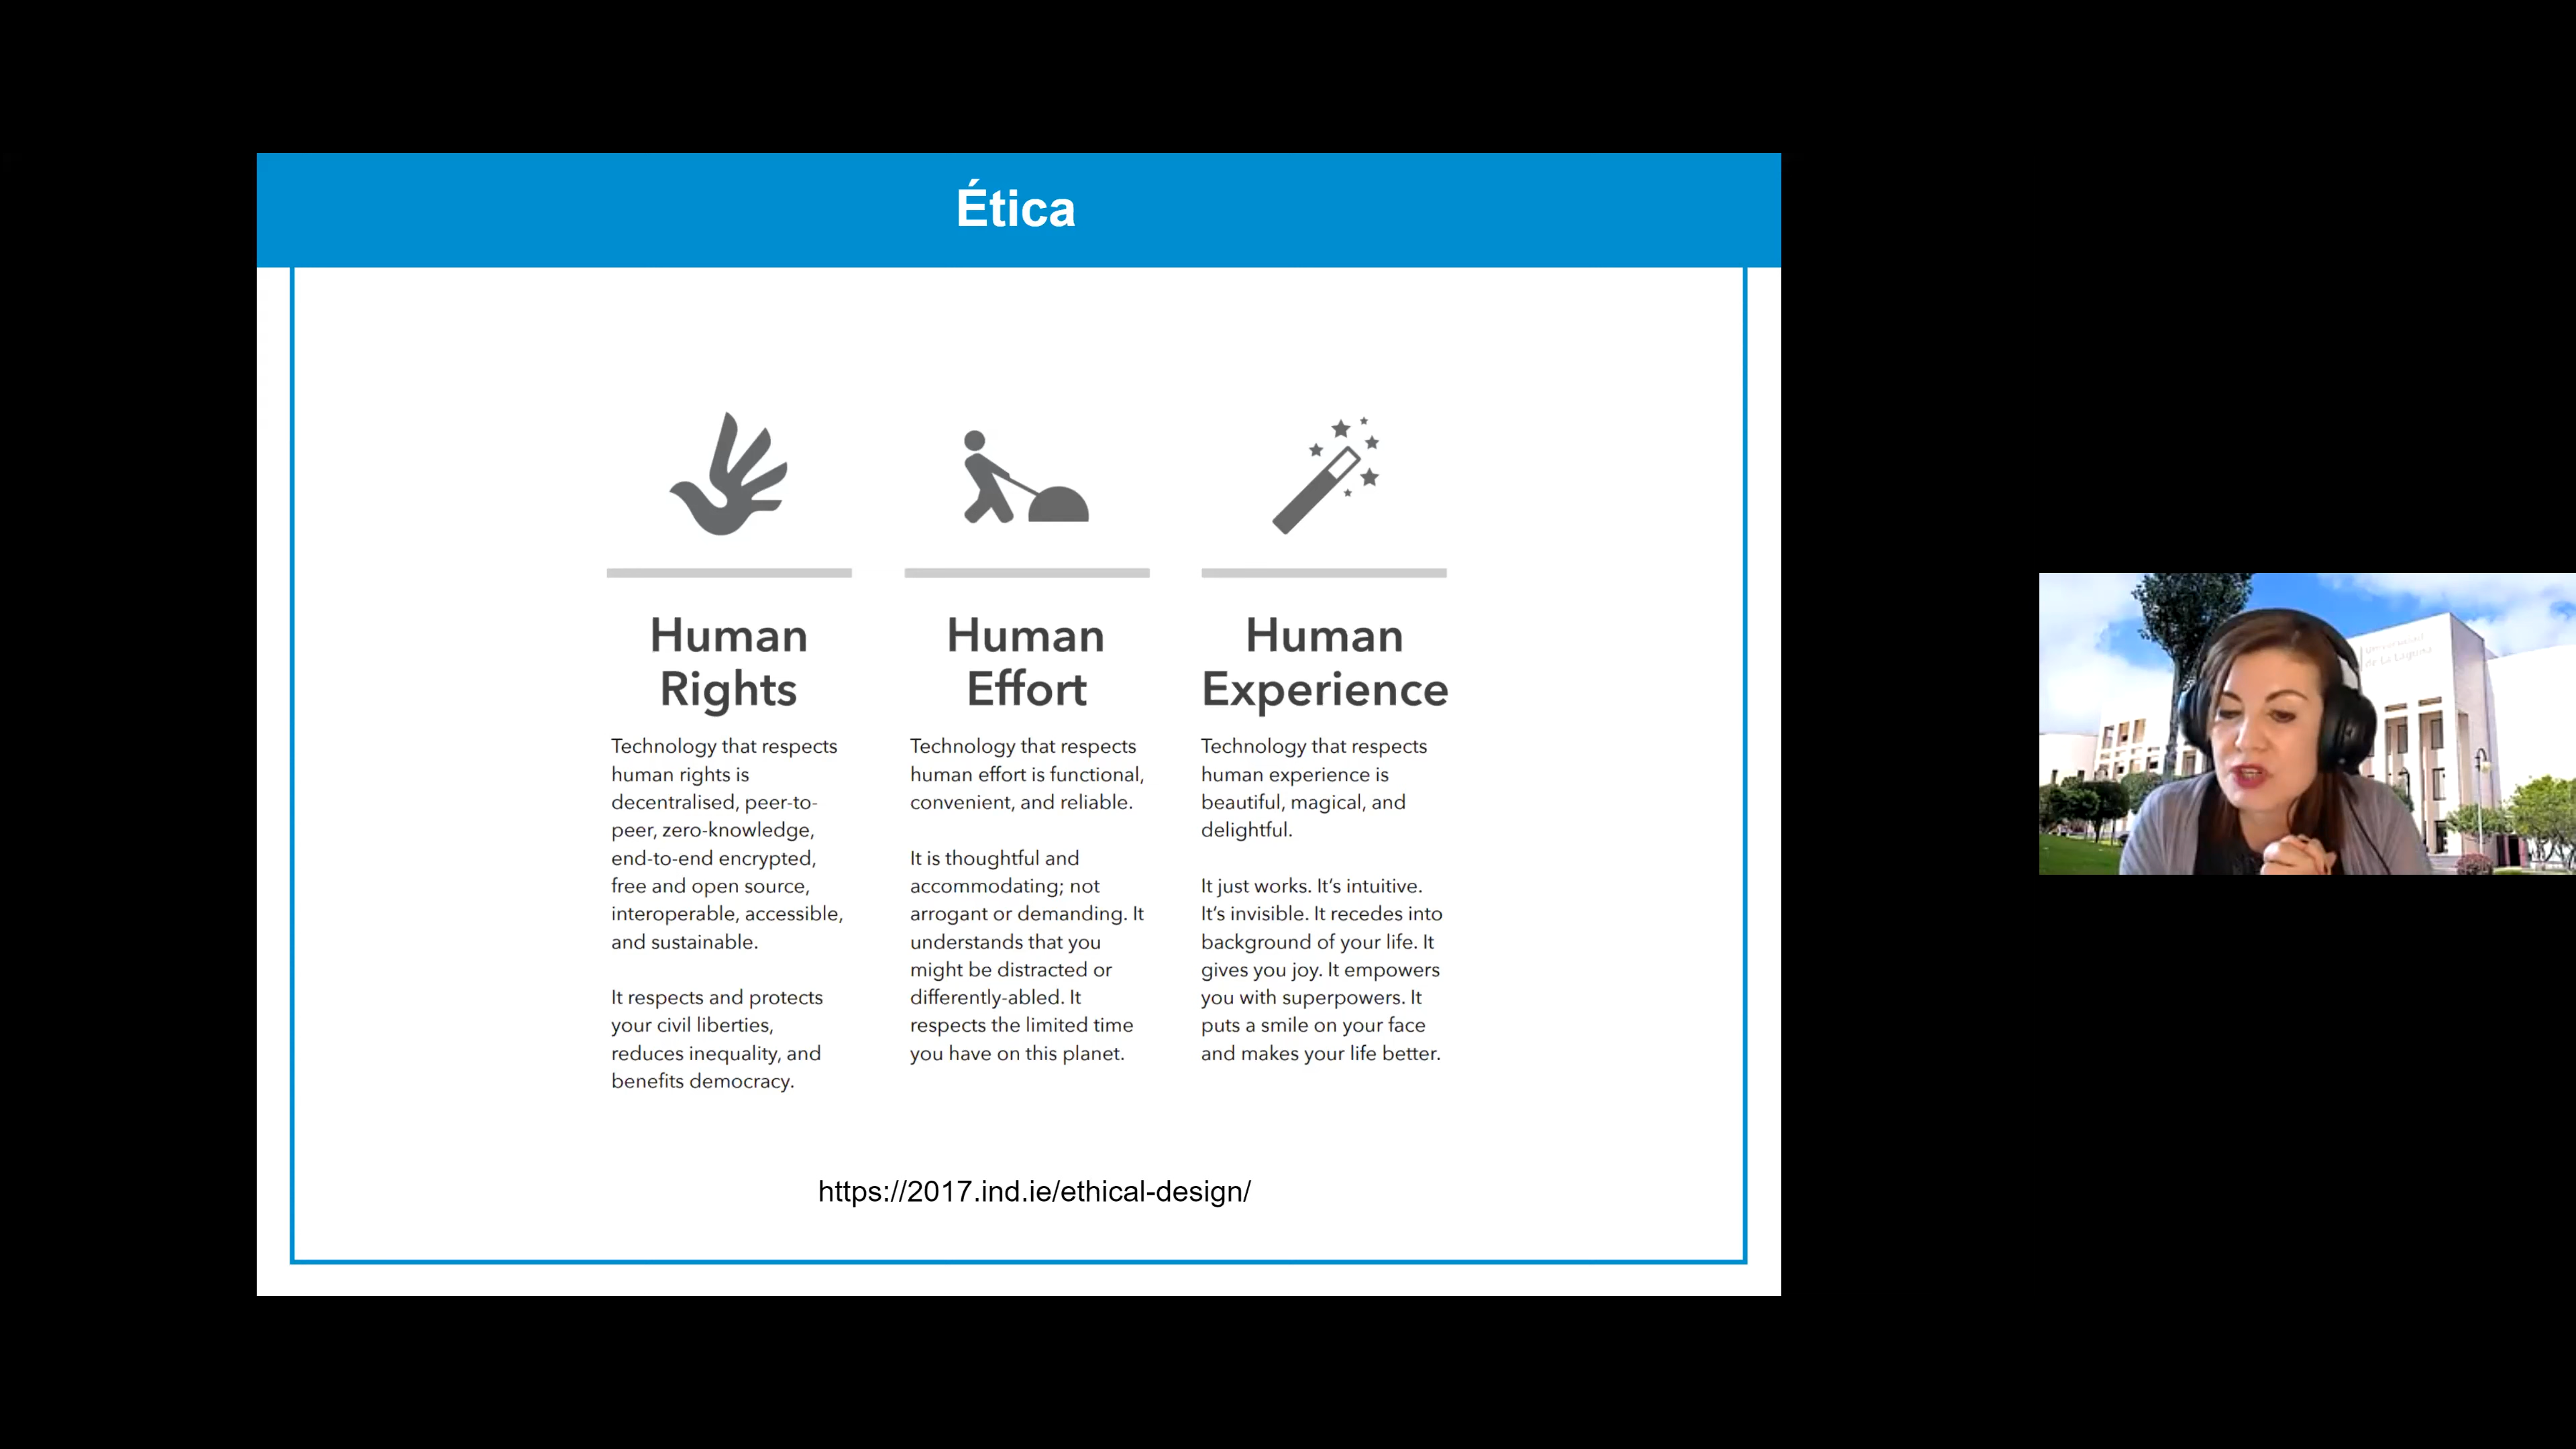 Ética
Human
Rights
Technology that respects
human rights is
decentralised, peer-to-
peer, zero-knowledge,
end-to-end encrypted,
free and open source,
interoperable, accessible,
and sustainable.
It respects and protects
your civil liberties,
reduces inequality, and
benefits democracy.
Human
Effort
Technology that respects
human effort is functional,
convenient, and reliable.
It is thoughtful and
accommodating; not
arrogant or demanding. It
understands that you
might be distracted or
differently-abled. It
respects the limited time
you have on this planet.
Human
Experience
Technology that respects
human experience is
beautiful, magical, and
delightful.
It just works. It’s intuitive.
It’s invisible. It recedes into
background of your life. It
gives you joy. It empowers
you with superpowers. It
puts a smile on your face
and makes your life better.
https://2017.ind.ie/ethical-design/
Universidad
de La Laguna